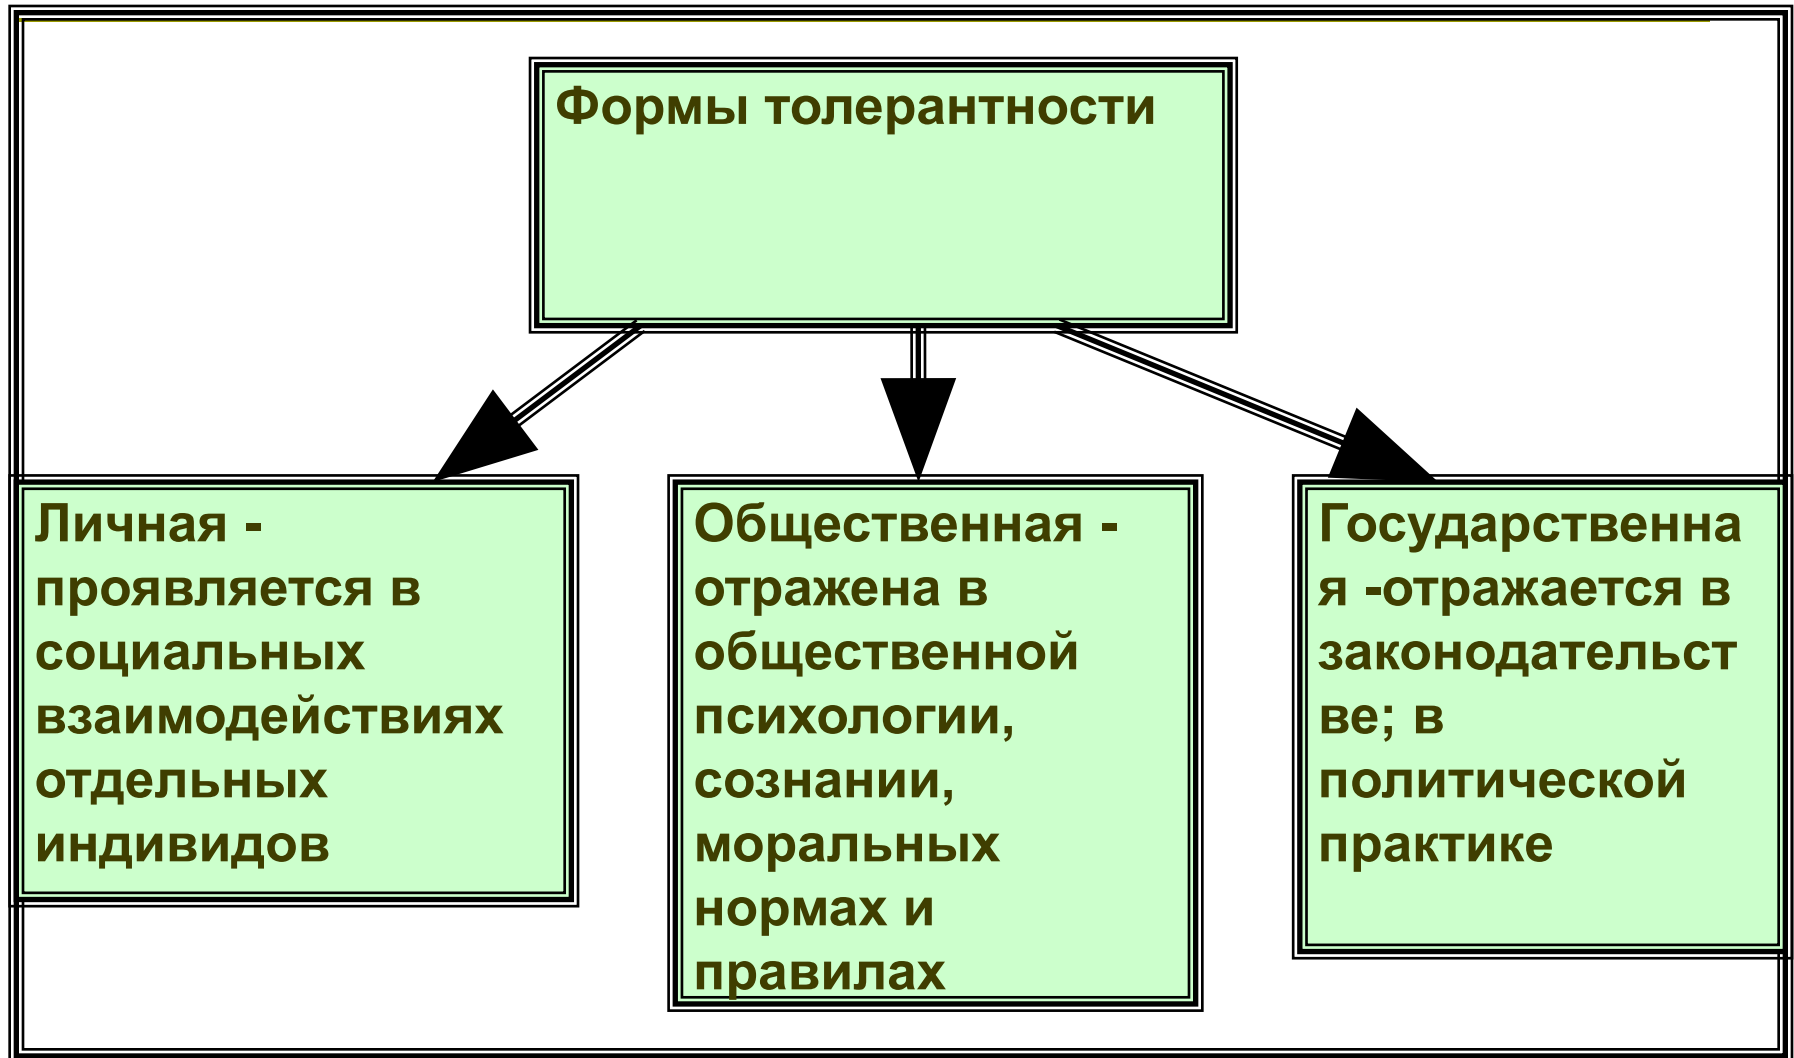 Формы толерантности
Личная -
проявляется в
социальных
взаимодействиях
отдельных
индивидов
Общественная -
отражена в
общественной
психологии,
сознании,
моральных
нормах и
правилах
Государственна
я -отражается в
законодательст
ве; в
политической
практике